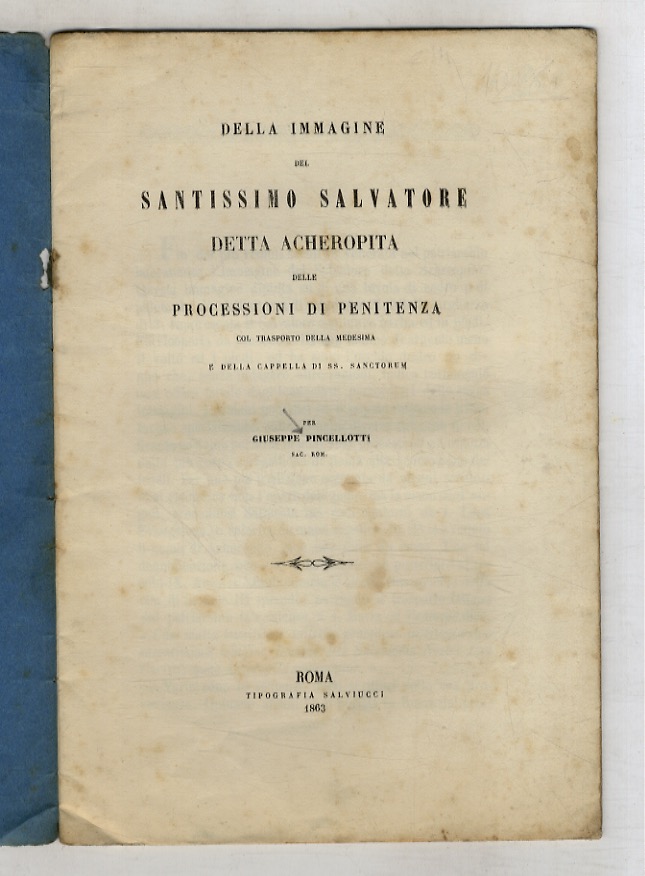 DELLA IMMAGINE
DEL
SANTISSIMO SALVATORE
DETTA ACHEROPITA
DELLE
PROCESSIONI DI PENITENZA
COL TRASPORTO DELLA MEDESIMA
E DELLA CAPPELLA DI SS. SANCTORUM
PER
GIUSEPPE PINCELLOTTI
SAC. ROM.
ROMA
TIPOGRAFIA SALVIUCCI
1863